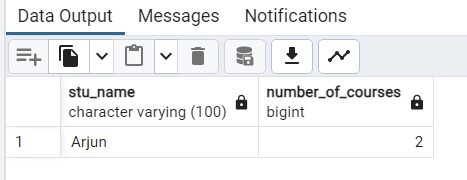 Data Output Messages Notifications
stu_name number_of_courses
character varying (100) bigint
1 Arjun 2